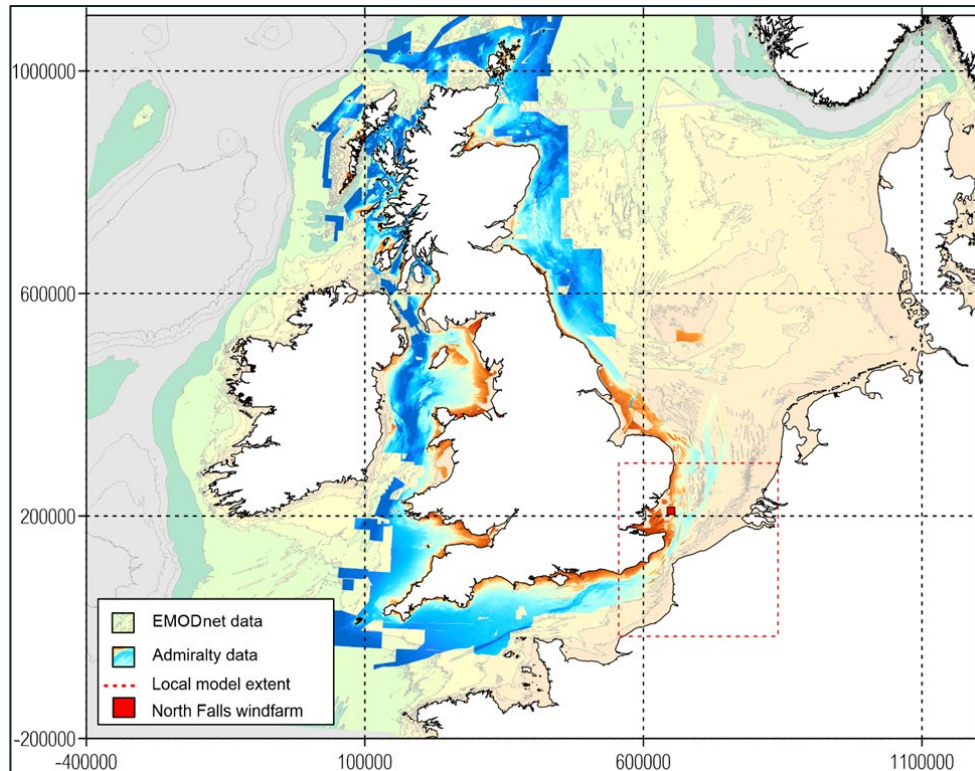 1000000
600000
200000
-200000
EMODnet data
Admiralty data
Local model extent
North Falls windfarm
-400000 100000 600000 1100000